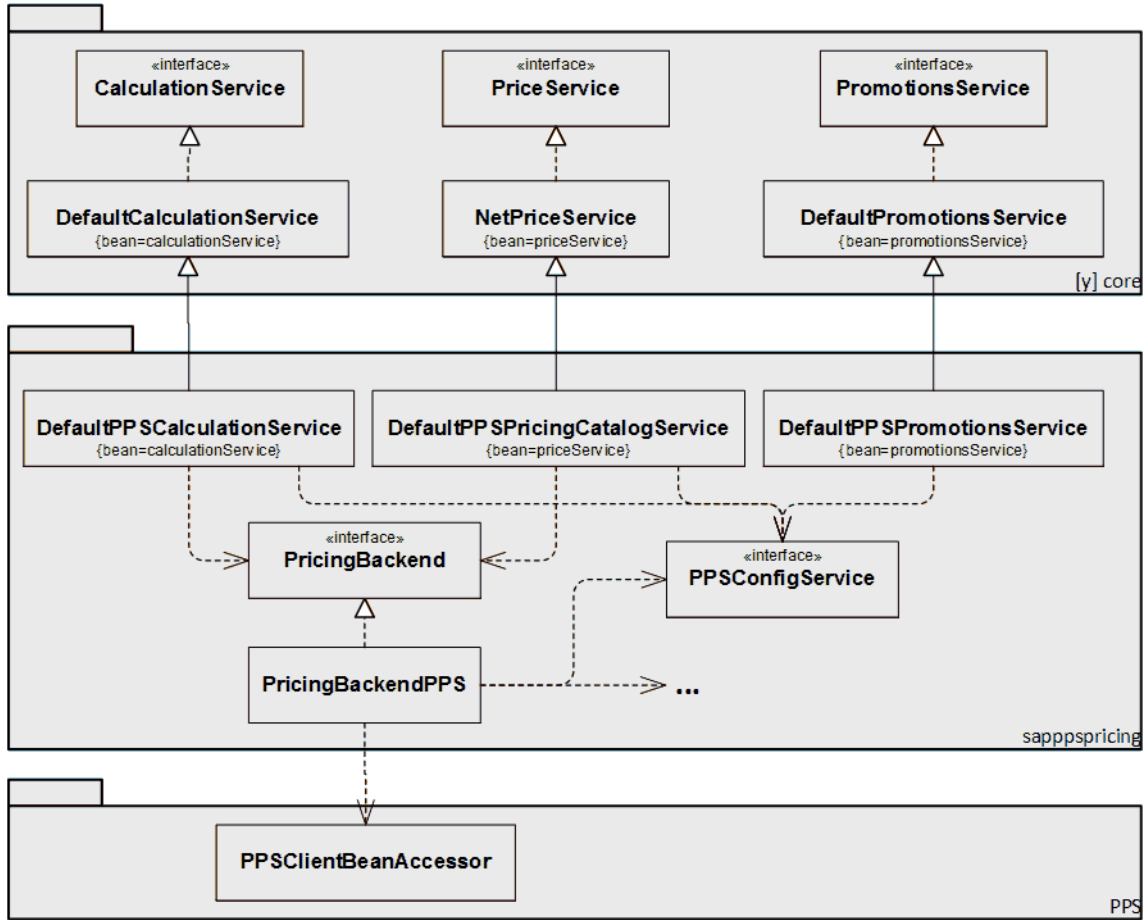 «interface»
CalculationService
«interface»
PriceService
«interface»
PromotionsService
DefaultCalculationService
{bean=calculationService}
NetPriceService
{bean=priceService}
DefaultPromotionsService
{bean=promotionsService}
[y] core
DefaultPPSCalculationService
{bean=calculationService}
DefaultPPSPricingCatalogService
{bean=priceService}
DefaultPPSPromotionsService
{bean=promotionsService}
«interface»
PricingBackend
«interface»
PPSConfigService
PricingBackendPPS
...
sapppspricing
PPSClientBeanAccessor
PPS